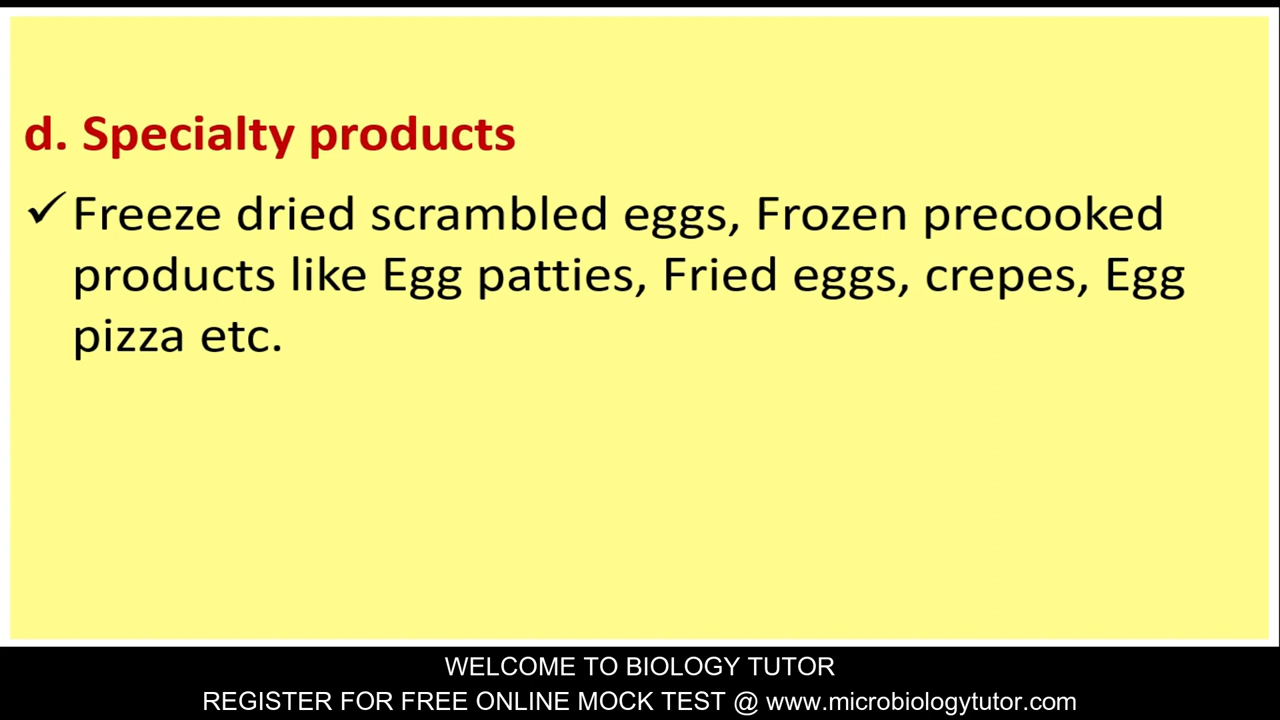 d. Specialty products
✓Freeze dried scrambled eggs, Frozen precooked
products like Egg patties, Fried eggs, crepes, Egg
pizza etc.
WELCOME TO BIOLOGY TUTOR
REGISTER FOR FREE ONLINE MOCK TEST @ www.microbiologytutor.com